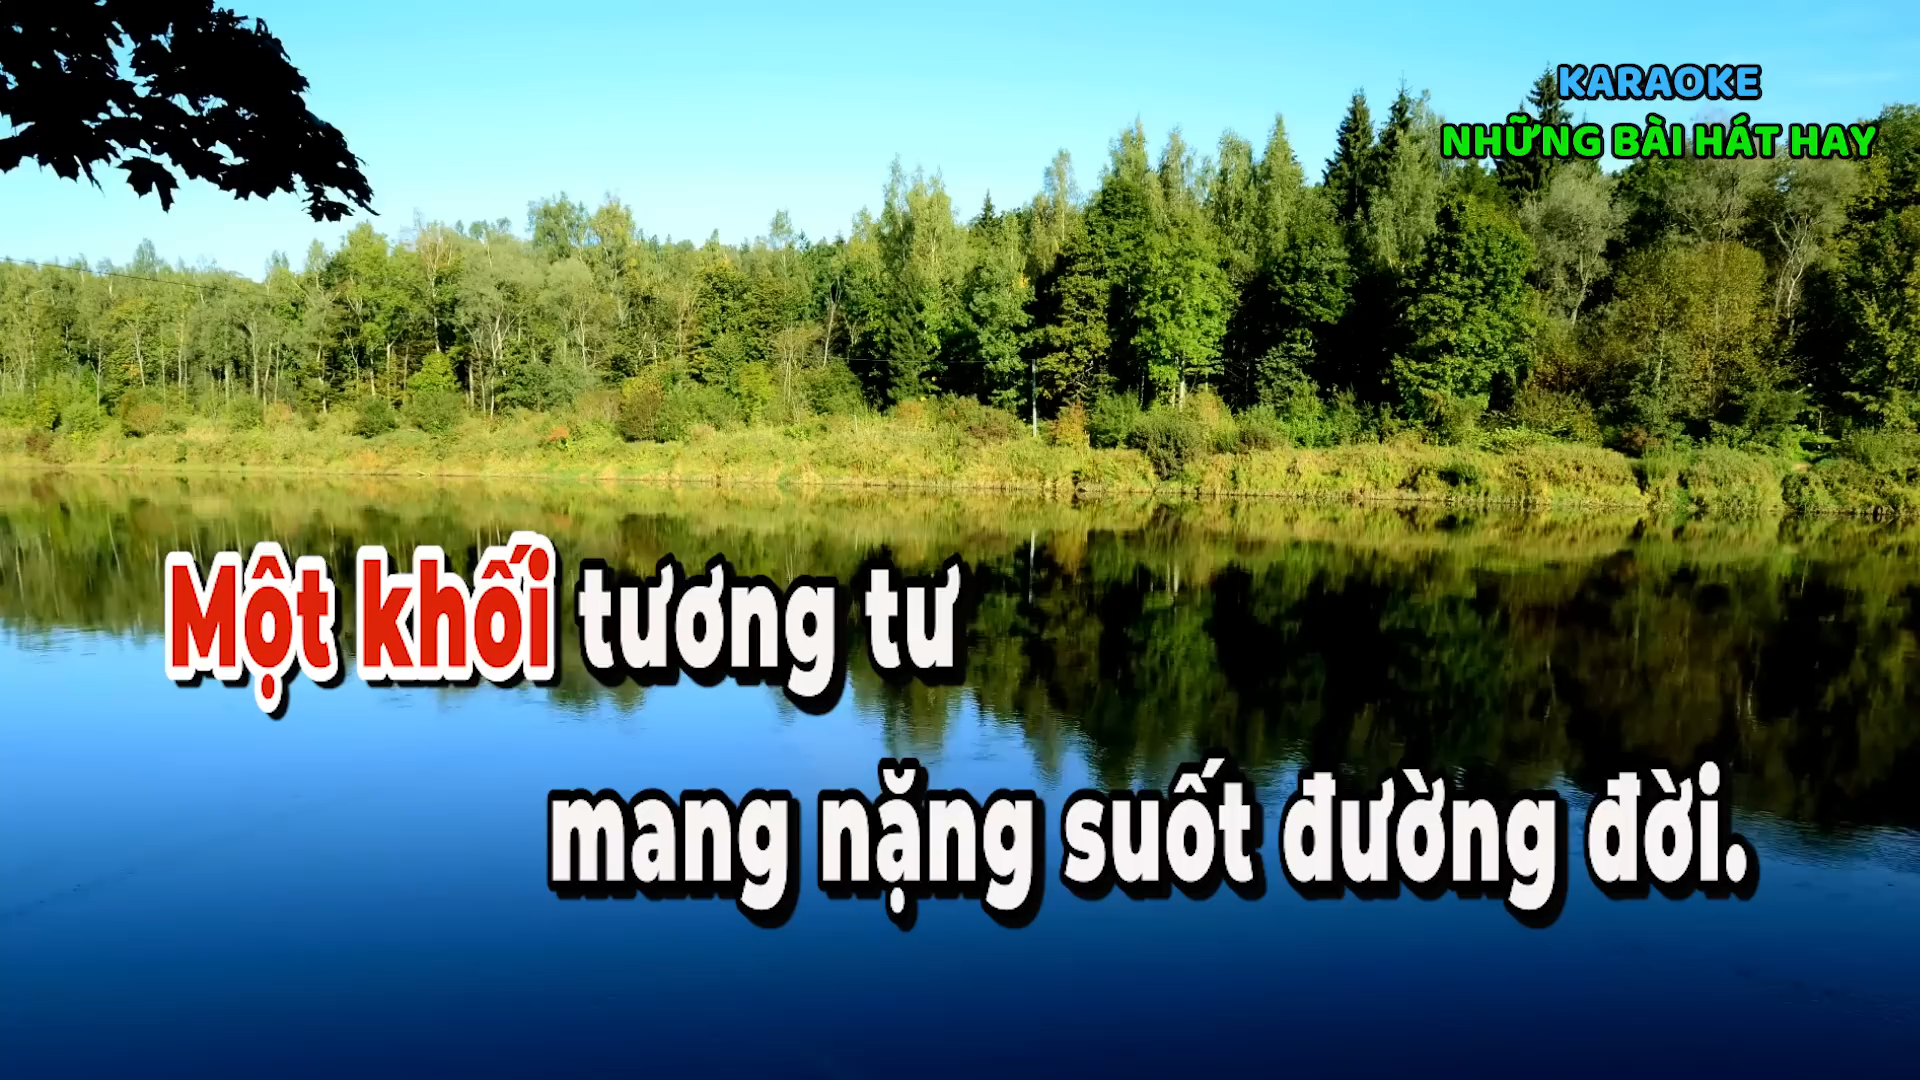 KARAOKE
NHỮNG BÀI HÁT HAY
Một khối tương tư
mang nặng suốt đường đời.